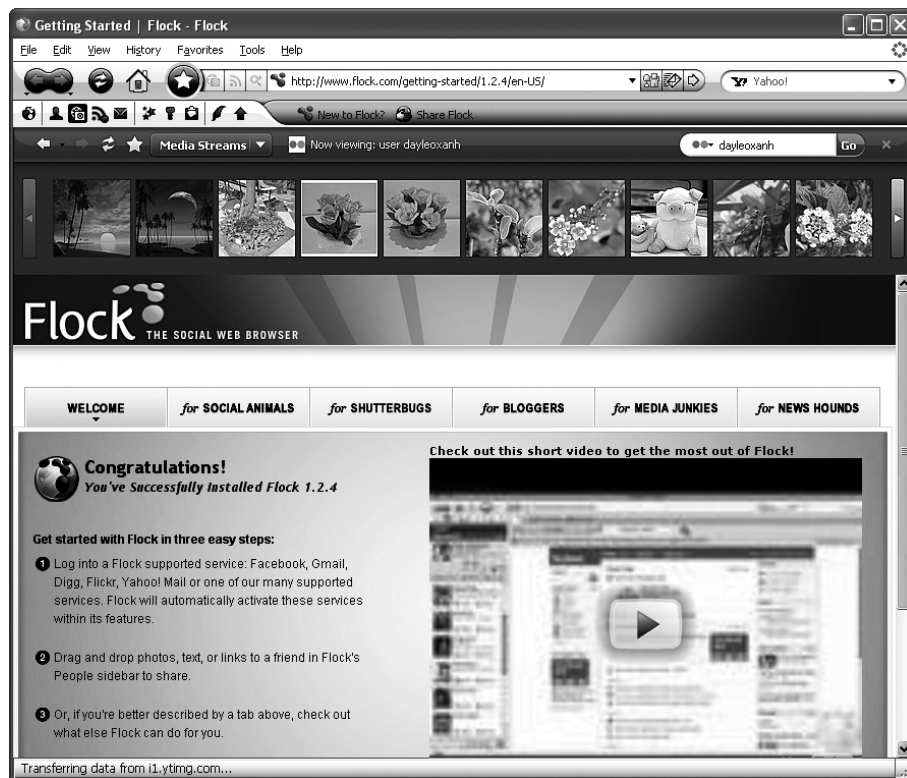 Getting Started | Flock - Flock
File Edit View History Favorites Tools Help
http://www.flock.com/getting-started/1.2.4/en-US/
Yahoo!
New to Flock? Share Flock
Media Streams Now viewing: user dayleoxanh dayleoxanh Go
Flock THE SOCIAL WEB BROWSER
WELCOME for SOCIAL ANIMALS for SHUTTERBUGS for BLOGGERS for MEDIA JUNKIES for NEWS HOUNDS
Congratulations!
You've Successfully Installed Flock 1.2.4
Get started with Flock in three easy steps:
1 Log into a Flock supported service: Facebook, Gmail,
Digg, Flickr, Yahoo! Mail or one of our many supported
services. Flock will automatically activate these services
within its features.
2 Drag and drop photos, text, or links to a friend in Flock's
People sidebar to share.
3 Or, if you're better described by a tab above, check out
what else Flock can do for you.
Check out this short video to get the most out of Flock!
Transferring data from i1.ytimg.com...